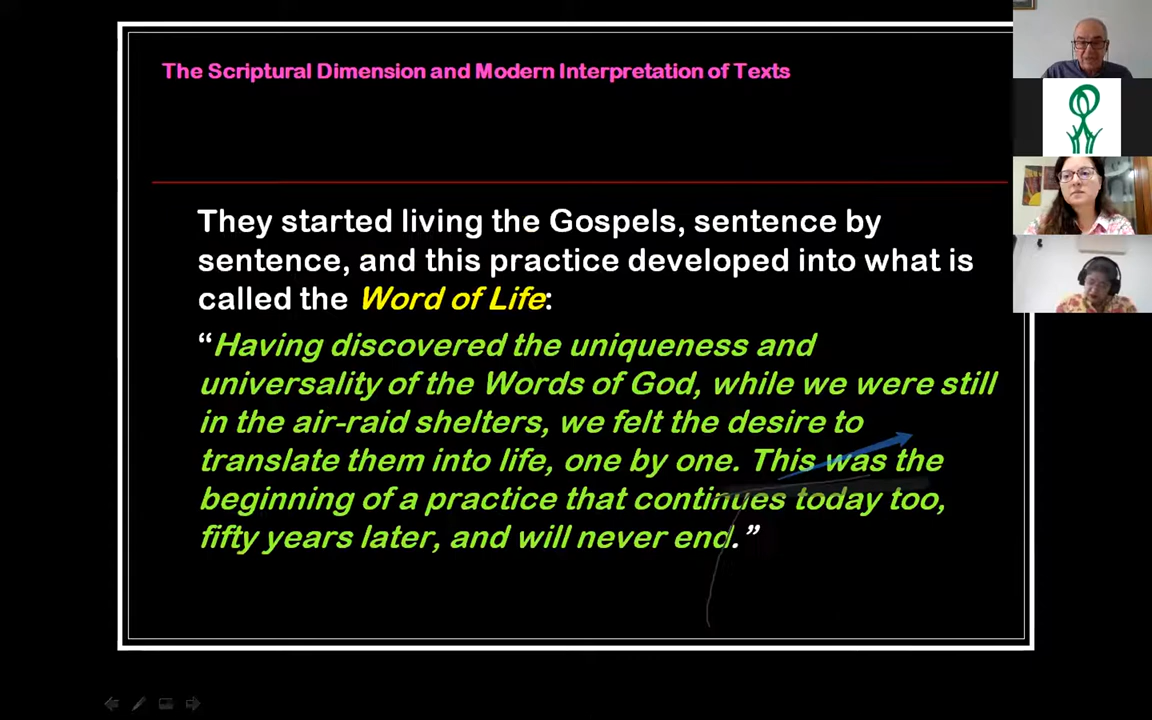 The Scriptural Dimension and Modern Interpretation of Texts
They started living the Gospels, sentence by
sentence, and this practice developed into what is
called the Word of Life:
“Having discovered the uniqueness and
universality of the Words of God, while we were still
in the air-raid shelters, we felt the desire to
translate them into life, one by one. This was the
beginning of a practice that continues today too,
fifty years later, and will never end.”